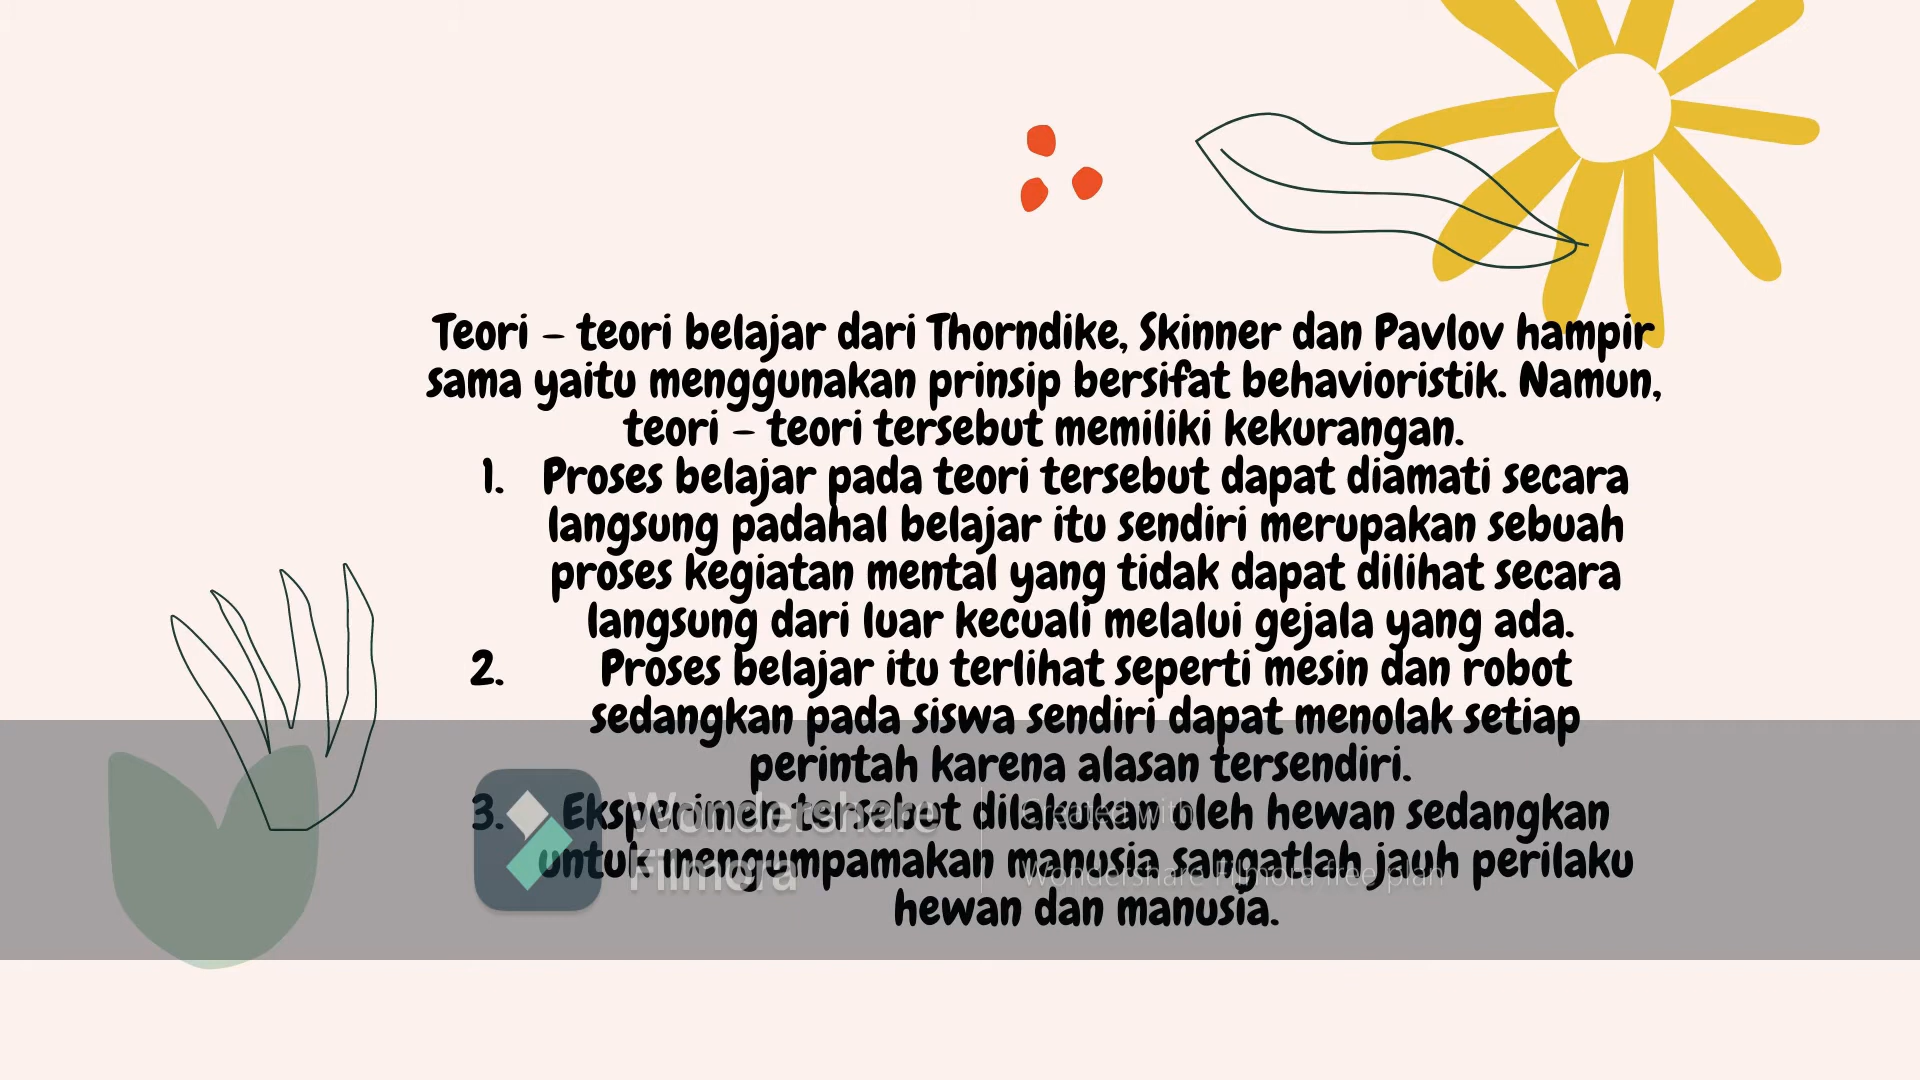 Teori – teori belajar dari Thorndike, Skinner dan Pavlov hampir
sama yaitu menggunakan prinsip bersifat behavioristik. Namun,
teori – teori tersebut memiliki kekurangan.
1. Proses belajar pada teori tersebut dapat diamati secara
langsung padahal belajar itu sendiri merupakan sebuah
proses kegiatan mental yang tidak dapat dilihat secara
langsung dari luar kecuali melalui gejala yang ada.
2. Proses belajar itu terlihat seperti mesin dan robot
sedangkan pada siswa sendiri dapat menolak setiap
perintah karena alasan tersendiri.
3. Eksperimen tersebut dilakukan oleh hewan sedangkan
untuk mengumpamakan manusia sangatlah jauh perilaku
hewan dan manusia.
Wondershare
Filmora
Created with
Wondershare Filmora free plan